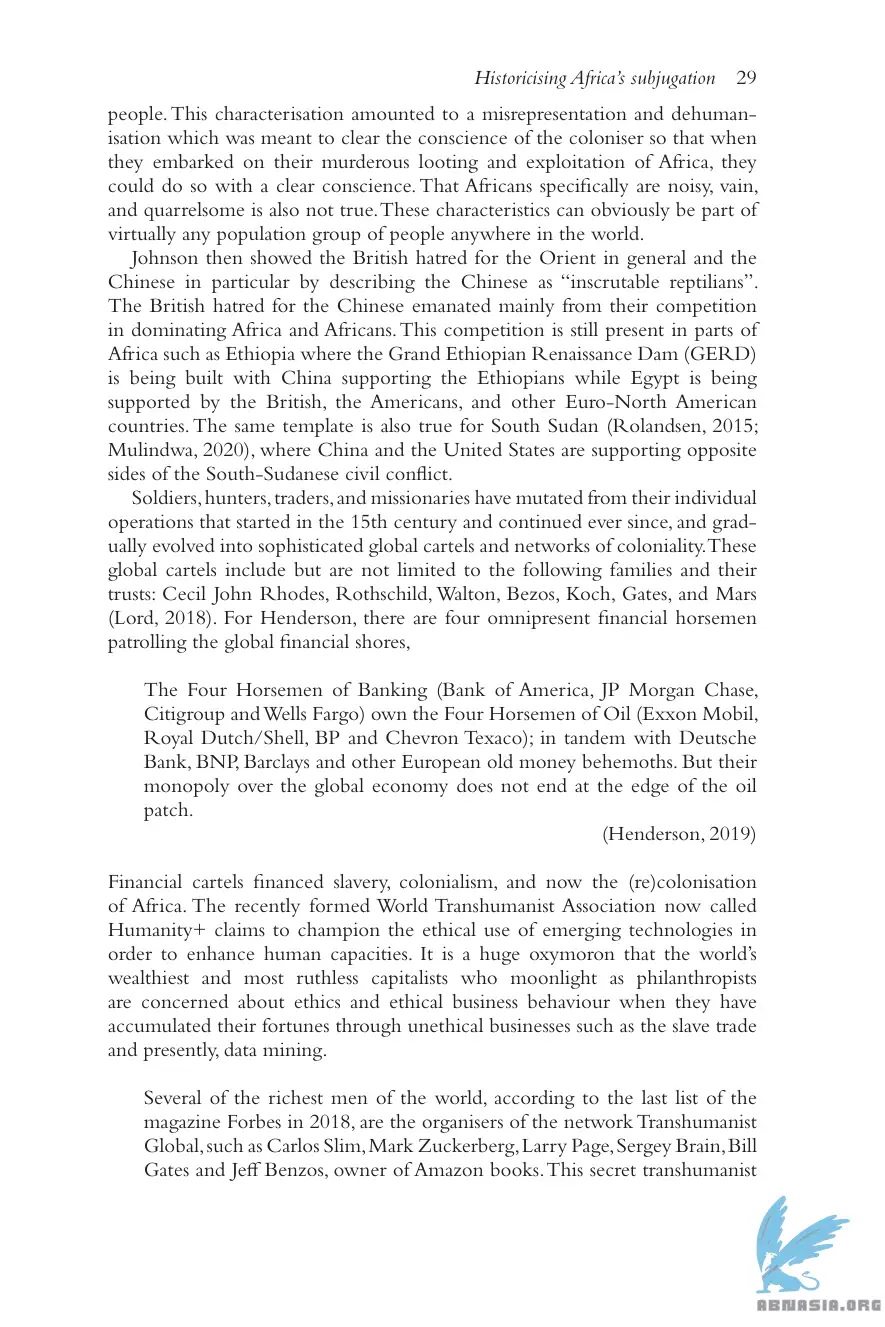 Historicising Africa's subjugation 29
people. This characterisation amounted to a misrepresentation and dehuman-
isation which was meant to clear the conscience of the coloniser so that when
they embarked on their murderous looting and exploitation of Africa, they
could do so with a clear conscience. That Africans specifically are noisy, vain,
and quarrelsome is also not true. These characteristics can obviously be part of
virtually any population group of people anywhere in the world.
Johnson then showed the British hatred for the Orient in general and the
Chinese in particular by describing the Chinese as “inscrutable reptilians”.
The British hatred for the Chinese emanated mainly from their competition
in dominating Africa and Africans. This competition is still present in parts of
Africa such as Ethiopia where the Grand Ethiopian Renaissance Dam (GERD)
is being built with China supporting the Ethiopians while Egypt is being
supported by the British, the Americans, and other Euro-North American
countries. The same template is also true for South Sudan (Rolandsen, 2015;
Mulindwa, 2020), where China and the United States are supporting opposite
sides of the South-Sudanese civil conflict.
Soldiers, hunters, traders, and missionaries have mutated from their individual
operations that started in the 15th century and continued ever since, and grad-
ually evolved into sophisticated global cartels and networks of coloniality. These
global cartels include but are not limited to the following families and their
trusts: Cecil John Rhodes, Rothschild, Walton, Bezos, Koch, Gates, and Mars
(Lord, 2018). For Henderson, there are four omnipresent financial horsemen
patrolling the global financial shores,
The Four Horsemen of Banking (Bank of America, JP Morgan Chase,
Citigroup and Wells Fargo) own the Four Horsemen of Oil (Exxon Mobil,
Royal Dutch/Shell, BP and Chevron Texaco); in tandem with Deutsche
Bank, BNP, Barclays and other European old money behemoths. But their
monopoly over the global economy does not end at the edge of the oil
patch.
(Henderson, 2019)
Financial cartels financed slavery, colonialism, and now the (re)colonisation
of Africa. The recently formed World Transhumanist Association now called
Humanity+ claims to champion the ethical use of emerging technologies in
order to enhance human capacities. It is a huge oxymoron that the world's
wealthiest and most ruthless capitalists who moonlight as philanthropists
are concerned about ethics and ethical business behaviour when they have
accumulated their fortunes through unethical businesses such as the slave trade
and presently, data mining.
Several of the richest men of the world, according to the last list of the
magazine Forbes in 2018, are the organisers of the network Transhumanist
Global, such as Carlos Slim, Mark Zuckerberg, Larry Page, Sergey Brain, Bill
Gates and Jeff Benzos, owner of Amazon books. This secret transhumanist
ABNASIA.ORG